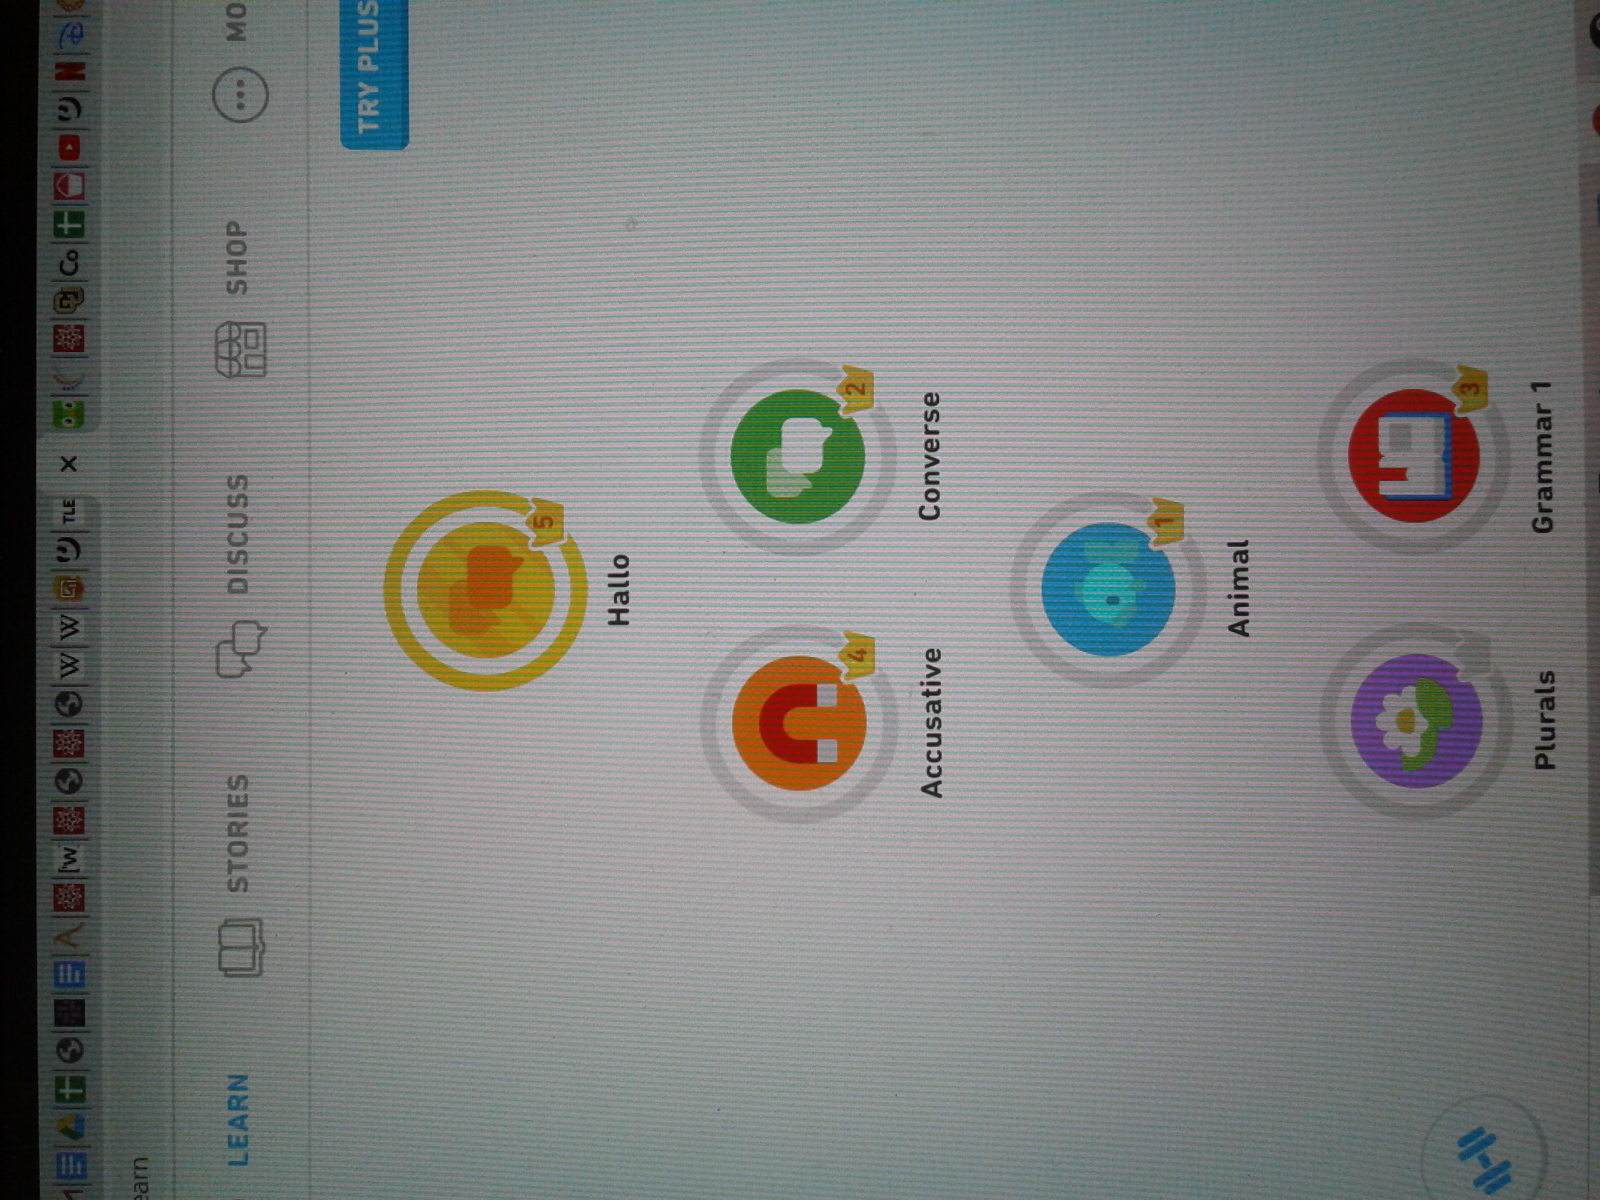 ['w W W TLE Co N
earn
LEARN STORIES DISCUSS SHOP MO
TRY PLUS
5
Hallo
4 2
Accusative Converse
1
Animal
3
Plurals Grammar 1